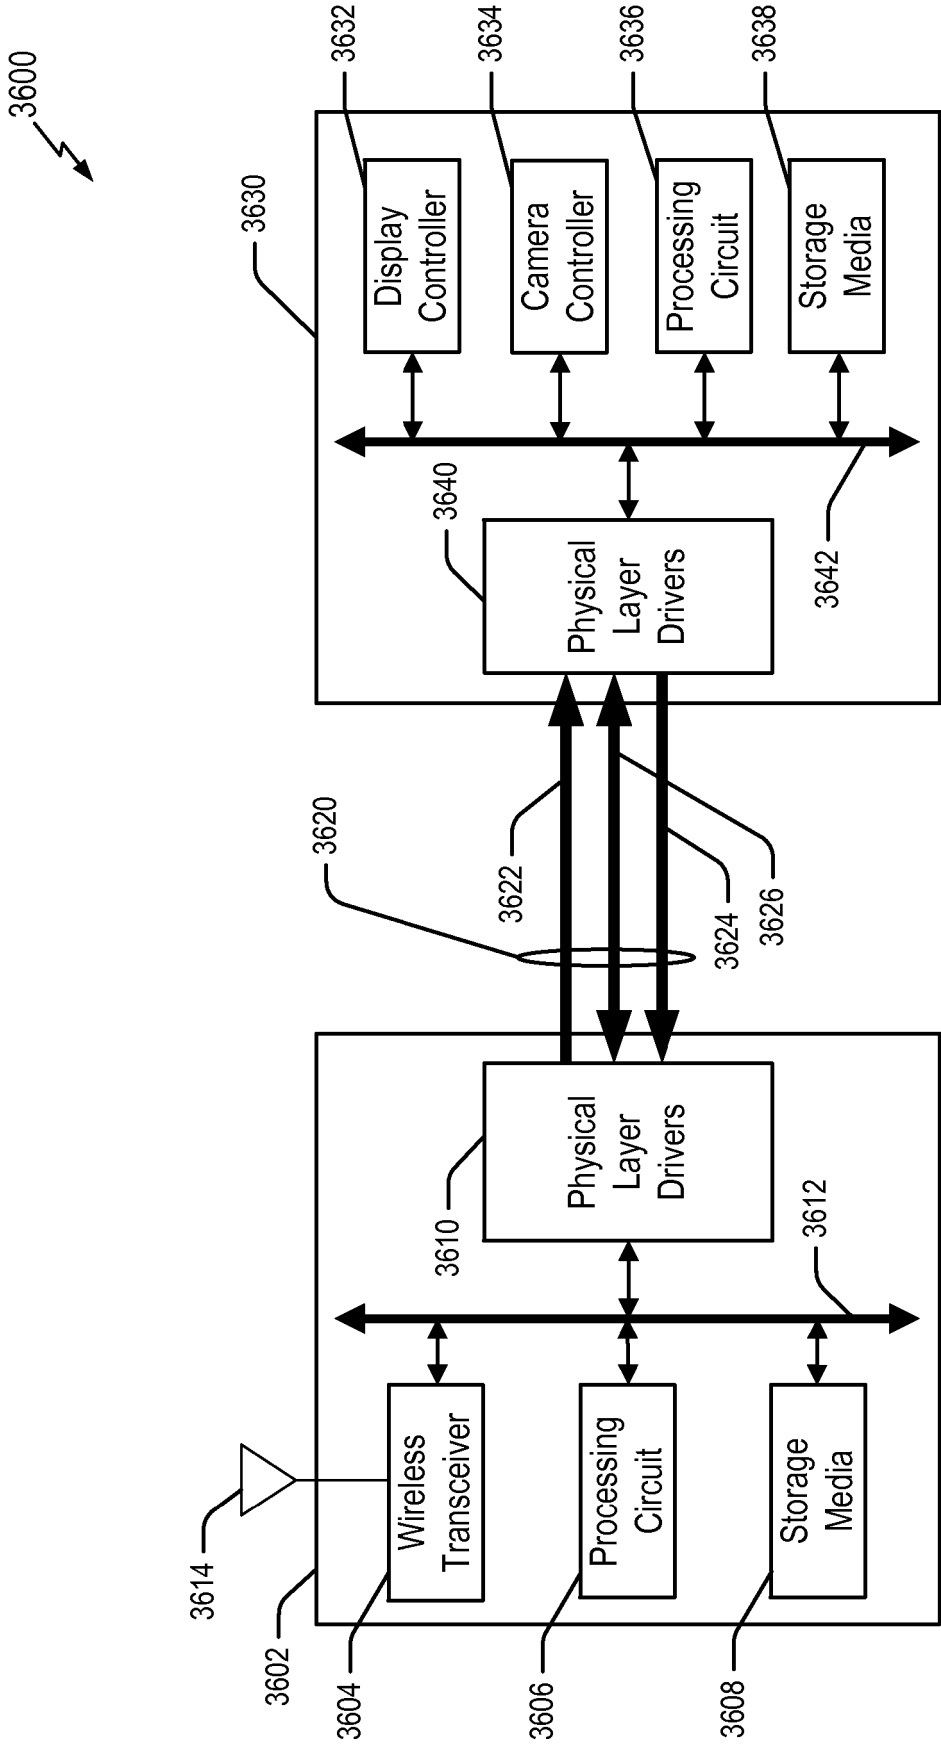 3600
3614
3602
3604
Wireless
Transceiver
3606
Processing
Circuit
3608
Storage
Media
3610
Physical
Layer
Drivers
3612
3620
3622
3624
3626
3630
3640
Physical
Layer
Drivers
3642
3632
Display
Controller
3634
Camera
Controller
3636
Processing
Circuit
3638
Storage
Media